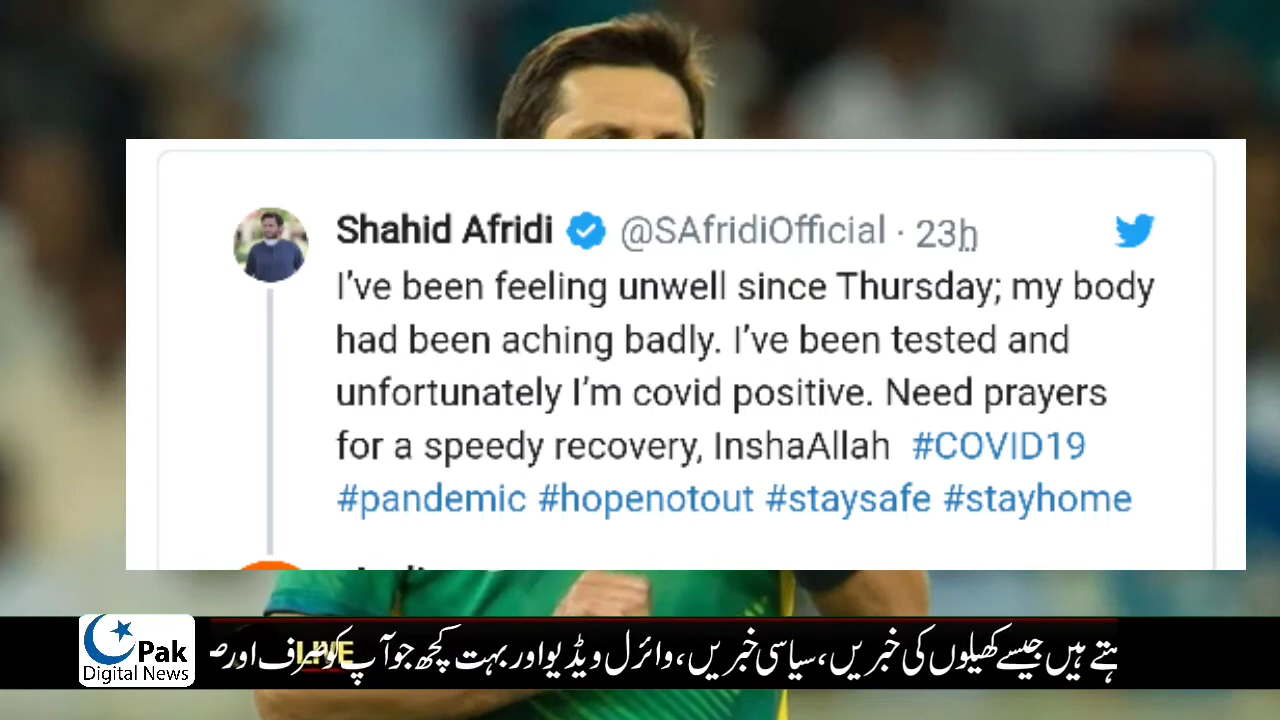 Shahid Afridi @SAfridiOfficial · 23h
I've been feeling unwell since Thursday; my body
had been aching badly. I've been tested and
unfortunately I'm covid positive. Need prayers
for a speedy recovery, InshaAllah #COVID19
#pandemic #hopenotout #staysafe #stayhome
Pak
Digital News
LIVE
ہتے ہیں جیسے کھیلوں کی خبریں، سیاسی خبریں، وائرل ویڈیو اور بہت کچھ جو آپ کو صرف اور